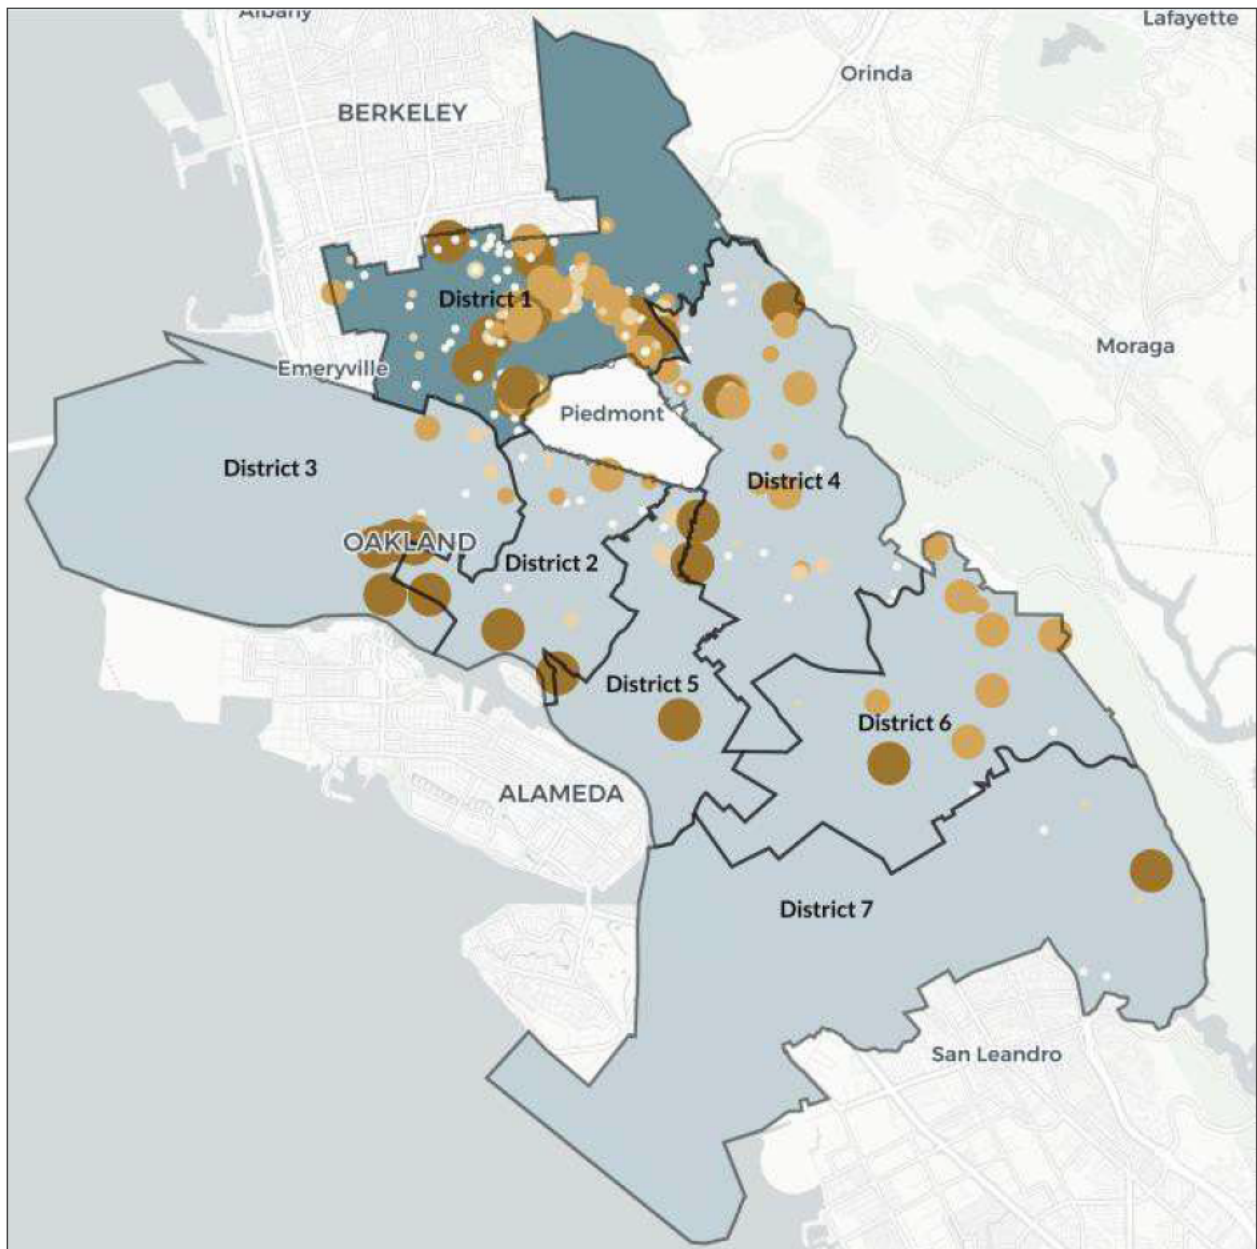 Albany
Lafayette
Orinda
BERKELEY
District 1
Moraga
Emeryville
Piedmont
District 3
District 4
OAKLAND
District 2
District 5
District 6
ALAMEDA
District 7
San Leandro